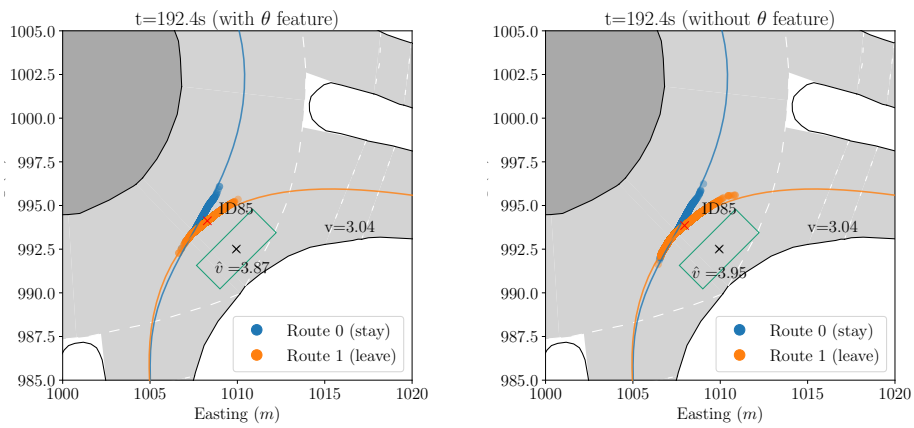 t=192.4s (with θ feature)
1005.0
1002.5
1000.0
997.5
995.0
992.5
990.0
987.5
985.0
ID85
v=3.04
v̂ =3.87
Route 0 (stay)
Route 1 (leave)
1000
1005
1010
1015
1020
Easting (m)
t=192.4s (without θ feature)
1005.0
1002.5
1000.0
997.5
995.0
992.5
990.0
987.5
985.0
ID85
v=3.04
v̂ =3.95
Route 0 (stay)
Route 1 (leave)
1000
1005
1010
1015
1020
Easting (m)